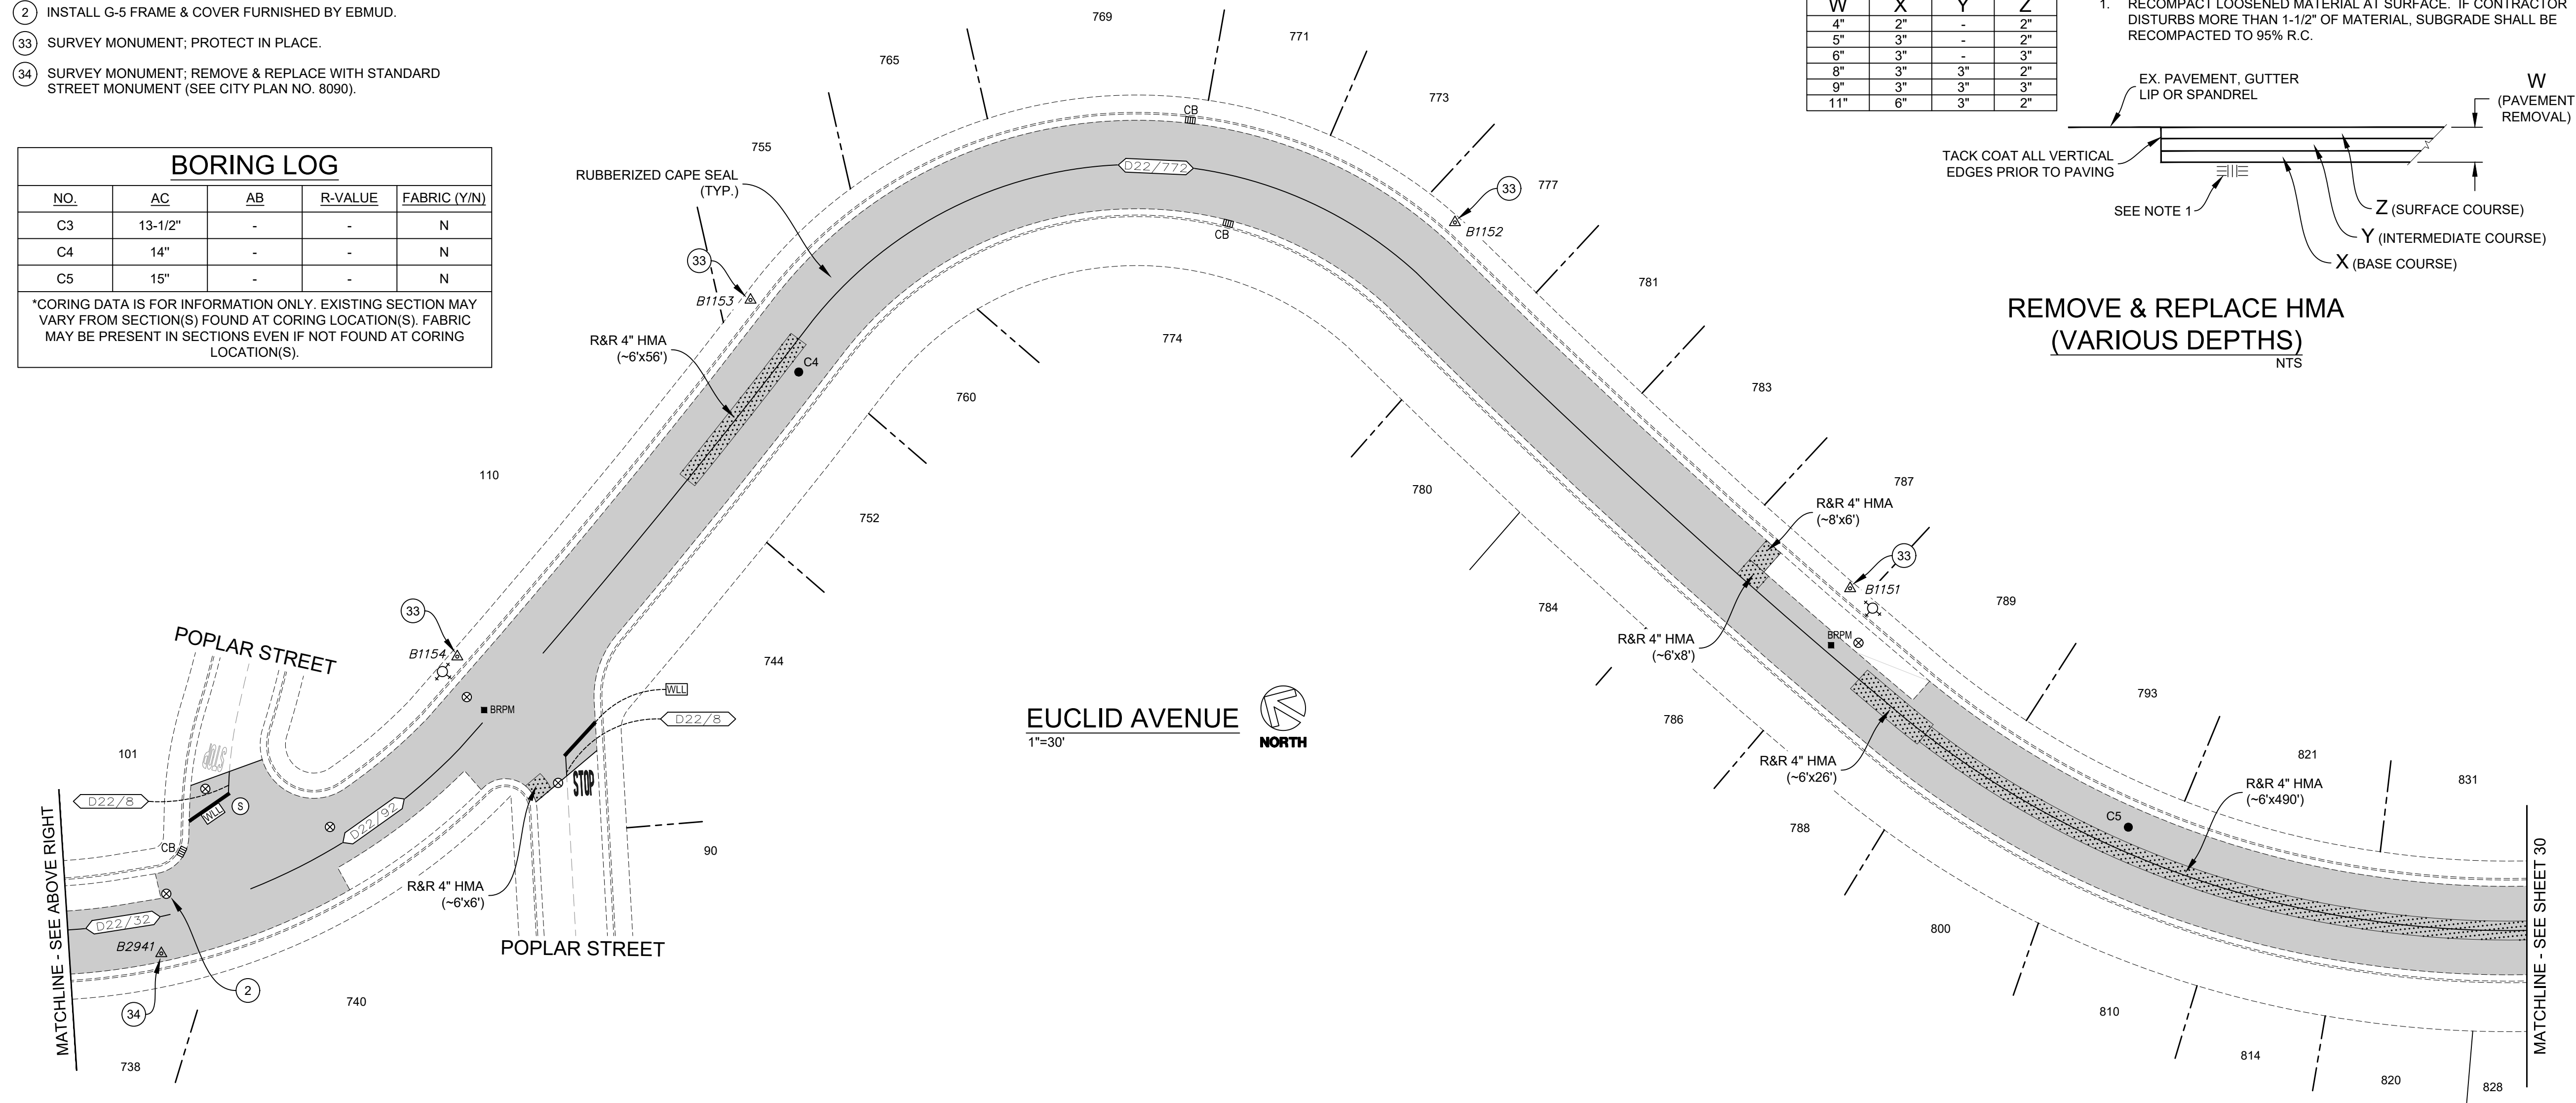 2 INSTALL G-5 FRAME & COVER FURNISHED BY EBMUD.
33 SURVEY MONUMENT; PROTECT IN PLACE.
34 SURVEY MONUMENT; REMOVE & REPLACE WITH STANDARD
STREET MONUMENT (SEE CITY PLAN NO. 8090).
BORING LOG
NO. AC AB R-VALUE FABRIC (Y/N)
C3 13-1/2" - - N
C4 14" - - N
C5 15" - - N
*CORING DATA IS FOR INFORMATION ONLY. EXISTING SECTION MAY
VARY FROM SECTION(S) FOUND AT CORING LOCATION(S). FABRIC
MAY BE PRESENT IN SECTIONS EVEN IF NOT FOUND AT CORING
LOCATION(S).
W X Y Z
4" 2" - 2"
5" 3" - 2"
6" 3" - 3"
8" 3" 3" 2"
9" 3" 3" 3"
11" 6" 3" 2"
1. RECOMPACT LOOSENED MATERIAL AT SURFACE. IF CONTRACTOR
DISTURBS MORE THAN 1-1/2" OF MATERIAL, SUBGRADE SHALL BE
RECOMPACTED TO 95% R.C.
EX. PAVEMENT, GUTTER
LIP OR SPANDREL
W
(PAVEMENT
REMOVAL)
TACK COAT ALL VERTICAL
EDGES PRIOR TO PAVING
SEE NOTE 1
Z (SURFACE COURSE)
Y (INTERMEDIATE COURSE)
X (BASE COURSE)
REMOVE & REPLACE HMA
(VARIOUS DEPTHS)
NTS
769
771
765
773
755
777
CB
D22/772
RUBBERIZED CAPE SEAL
(TYP.)
33
B1152
CB
33
B1153
781
R&R 4" HMA
(~6'x56')
C4
774
783
760
110
780
787
752
R&R 4" HMA
(~8'x6')
33
B1151
789
784
33
B1154
POPLAR STREET
744
R&R 4" HMA
(~6'x8')
BRPM
WLL
D22/8
BRPM
EUCLID AVENUE
1"=30'
NORTH
793
786
101
STOP
821
R&R 4" HMA
(~6'x26')
831
R&R 4" HMA
(~6'x490')
STOP
D22/8
WLL
S
D22/92
C5
788
CB
90
R&R 4" HMA
(~6'x6')
D22/32
B2941
POPLAR STREET
800
2
740
34
810
738
814
820
828
MATCHLINE - SEE ABOVE RIGHT
MATCHLINE - SEE SHEET 30